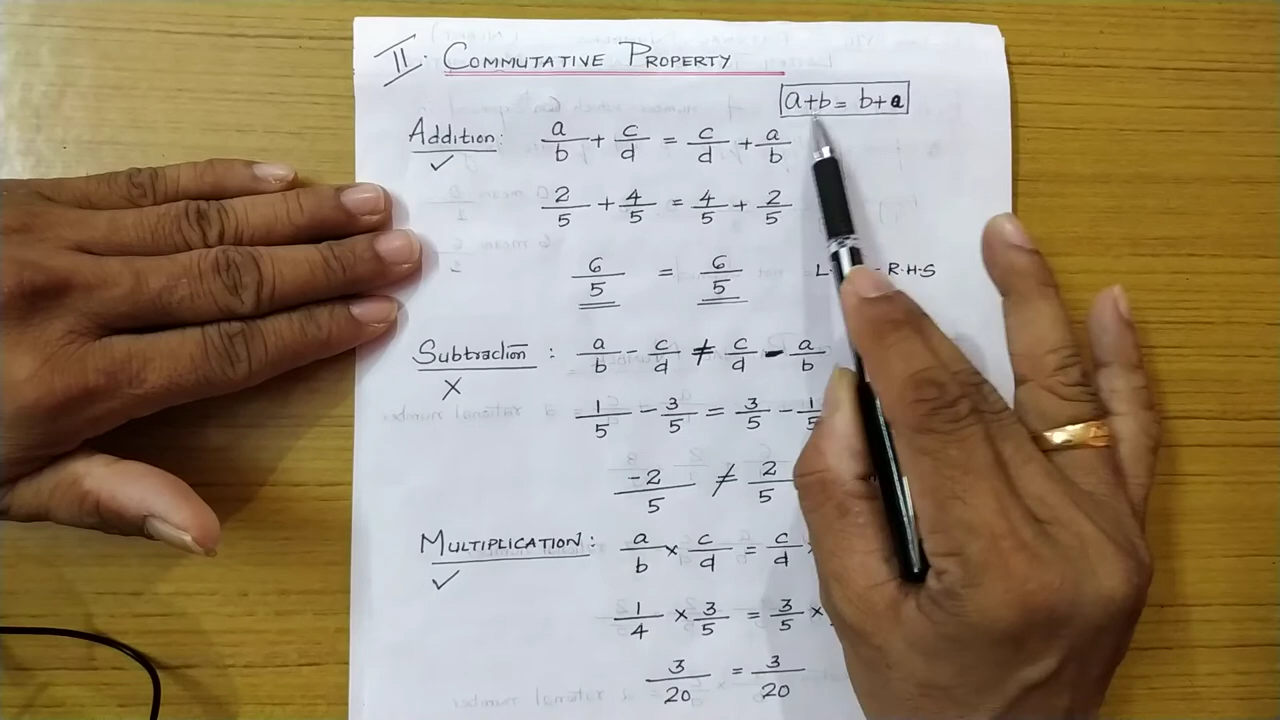 II. COMMUTATIVE PROPERTY
a+b = b+a
Addition: a/b + c/d = c/d + a/b
✓
2/5 + 4/5 = 4/5 + 2/5
6/5 = 6/5 L. - R.H.S
Subtraction : a/b - c/d ≠ c/d - a/b
X
1/5 - 3/5 = 3/5 - 1/5
-2/5 ≠ 2/5
MULTIPLICATION: a/b × c/d = c/d ×
✓
1/4 × 3/5 = 3/5 ×
3/20 = 3/20